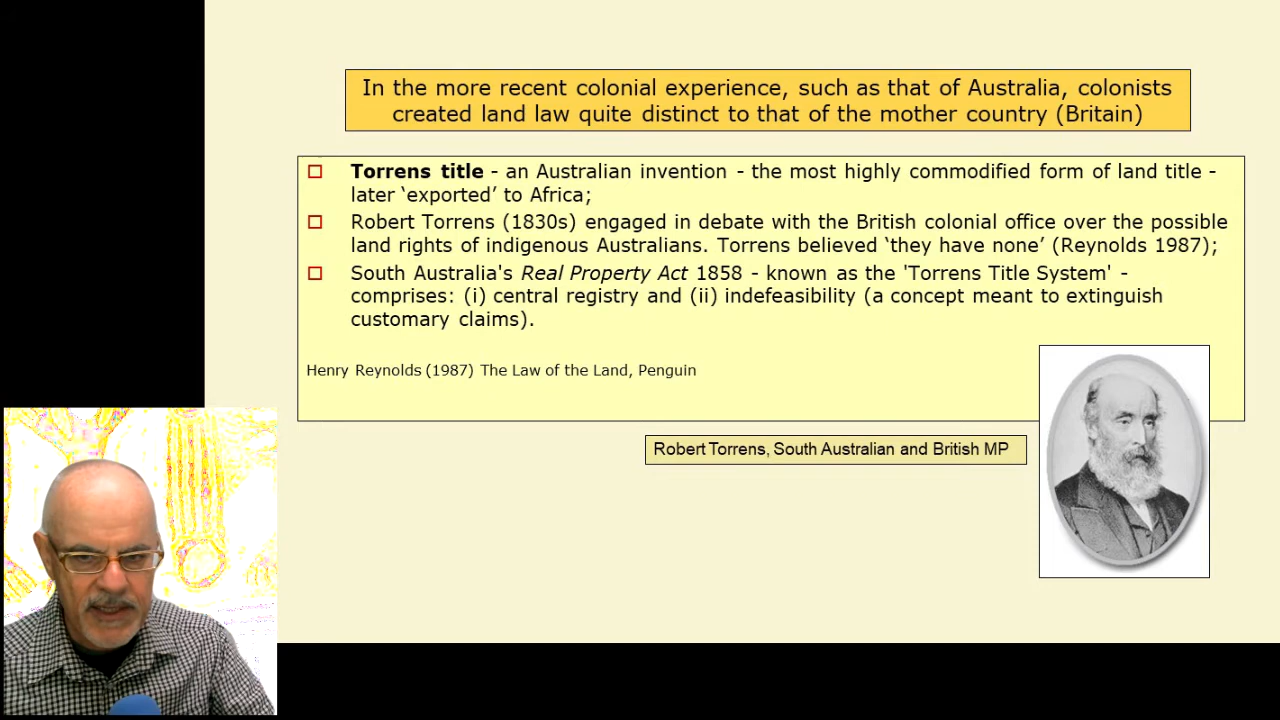 In the more recent colonial experience, such as that of Australia, colonists
created land law quite distinct to that of the mother country (Britain)
Torrens title - an Australian invention - the most highly commodified form of land title -
later ‘exported’ to Africa;
Robert Torrens (1830s) engaged in debate with the British colonial office over the possible
land rights of indigenous Australians. Torrens believed ‘they have none’ (Reynolds 1987);
South Australia's Real Property Act 1858 - known as the 'Torrens Title System' -
comprises: (i) central registry and (ii) indefeasibility (a concept meant to extinguish
customary claims).
Henry Reynolds (1987) The Law of the Land, Penguin
Robert Torrens, South Australian and British MP